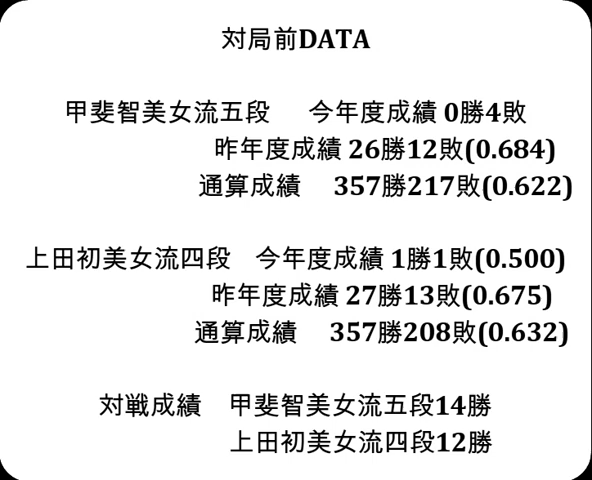 対局前DATA
甲斐智美女流五段　今年度成績 0勝4敗
昨年度成績 26勝12敗(0.684)
通算成績　357勝217敗(0.622)
上田初美女流四段　今年度成績 1勝1敗(0.500)
昨年度成績 27勝13敗(0.675)
通算成績　357勝208敗(0.632)
対戦成績　甲斐智美女流五段14勝
上田初美女流四段12勝